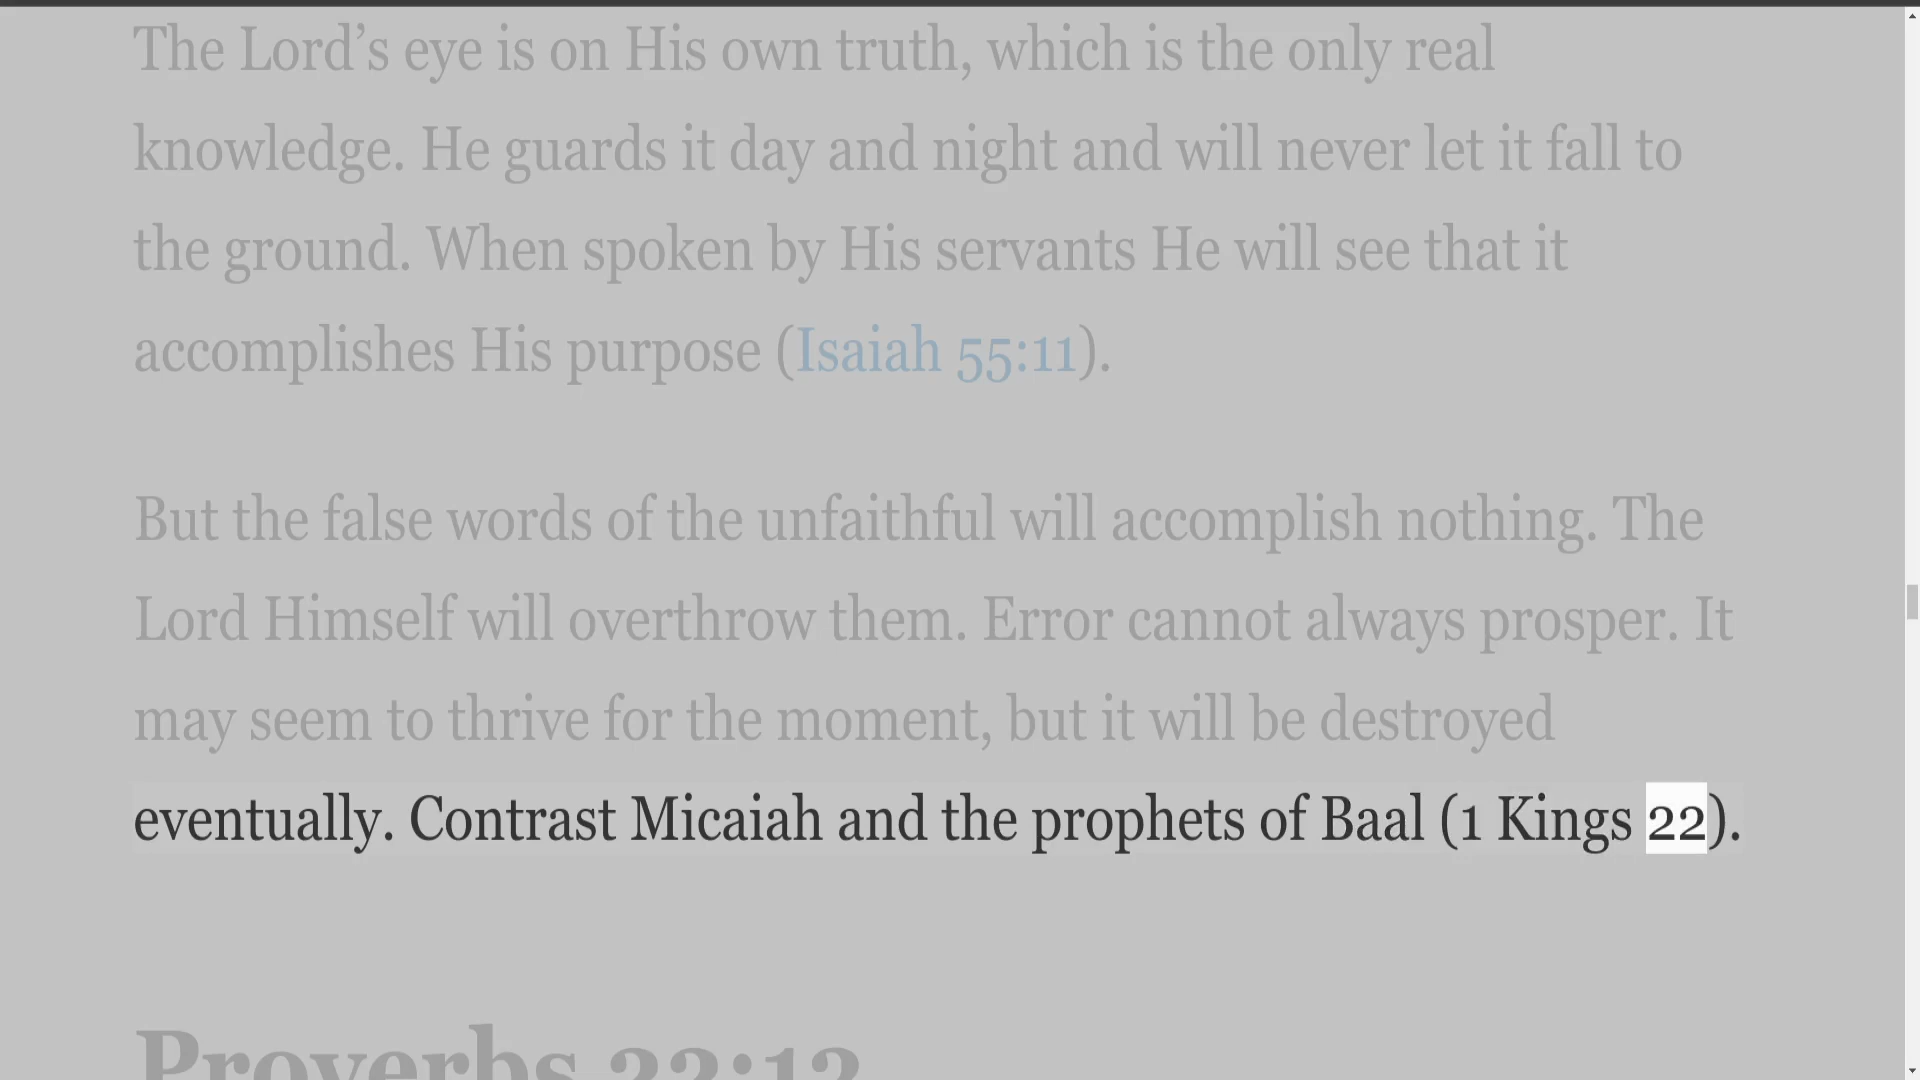 The Lord’s eye is on His own truth, which is the only real
knowledge. He guards it day and night and will never let it fall to
the ground. When spoken by His servants He will see that it
accomplishes His purpose (Isaiah 55:11).
But the false words of the unfaithful will accomplish nothing. The
Lord Himself will overthrow them. Error cannot always prosper. It
may seem to thrive for the moment, but it will be destroyed
eventually. Contrast Micaiah and the prophets of Baal (1 Kings 22).
Proverbs 22:13